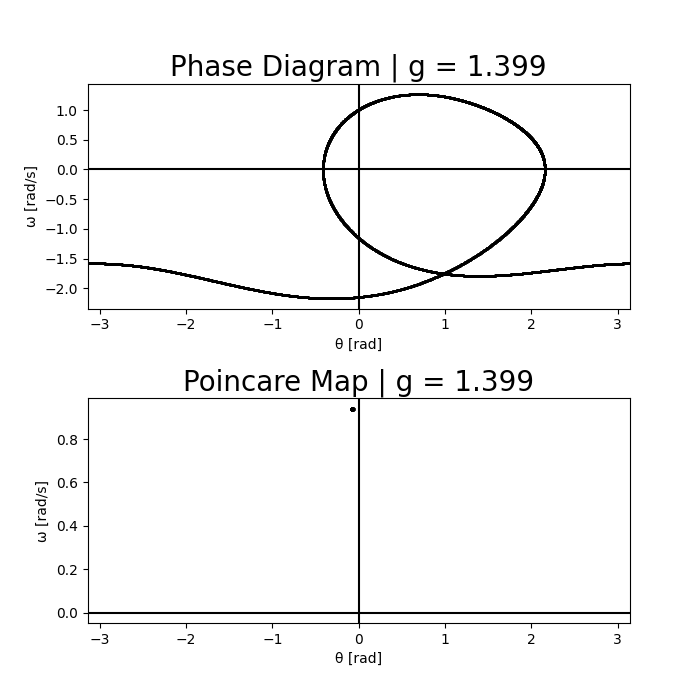 Phase Diagram | g = 1.399
1.0
0.5
0.0
−0.5
−1.0
−1.5
−2.0
ω [rad/s]
−3 −2 −1 0 1 2 3
θ [rad]
Poincare Map | g = 1.399
0.8
0.6
0.4
0.2
0.0
ω [rad/s]
−3 −2 −1 0 1 2 3
θ [rad]